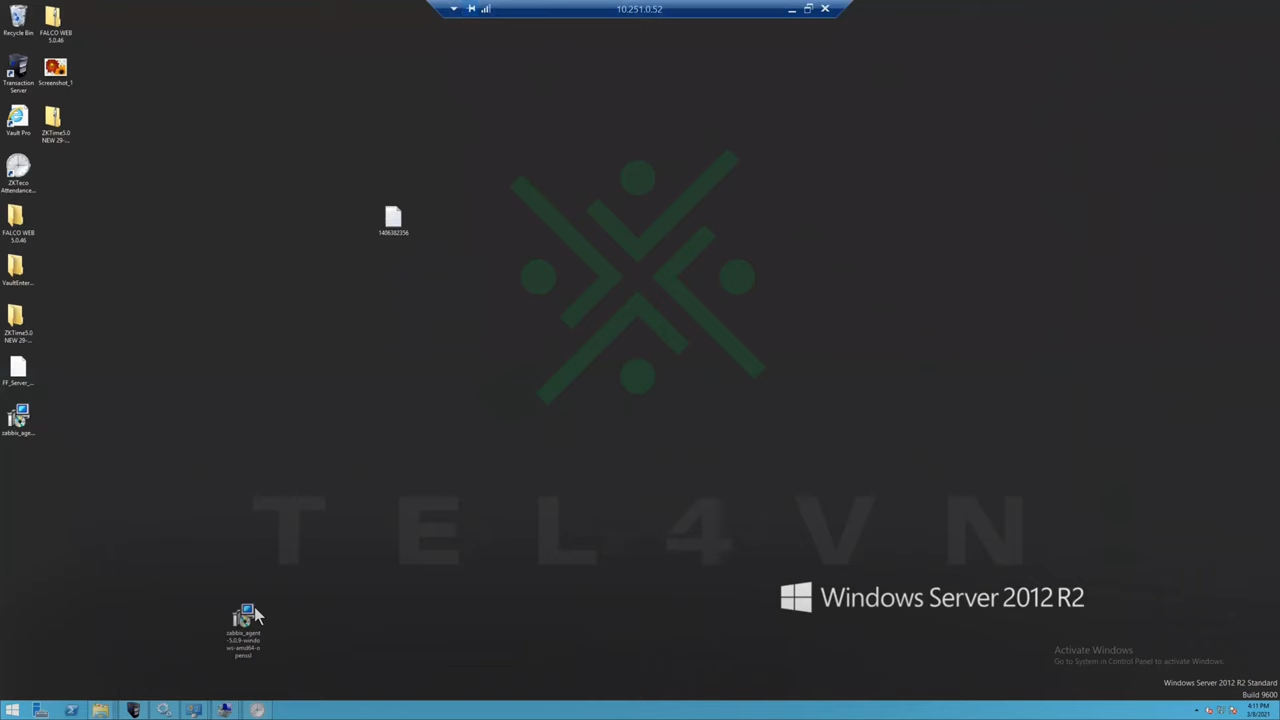 10.251.0.52
Recycle Bin
FALCO WEB
5.0.46
Transaction
Server
Screenshot_1
Vault Pro
ZKTime5.0
NEW 29-...
ZKTeco
Attendance...
FALCO WEB
5.0.46
VaultEnter...
ZKTime5.0
NEW 29-...
FF_Server_...
zabbix_age...
1406382356
TEL4VN
zabbix_agent
-5.0.9-windo
ws-amd64-o
penssl
Windows Server 2012 R2
Activate Windows
Go to System in Control Panel to activate Windows.
Windows Server 2012 R2 Standard
Build 9600
4:11 PM
3/8/2021